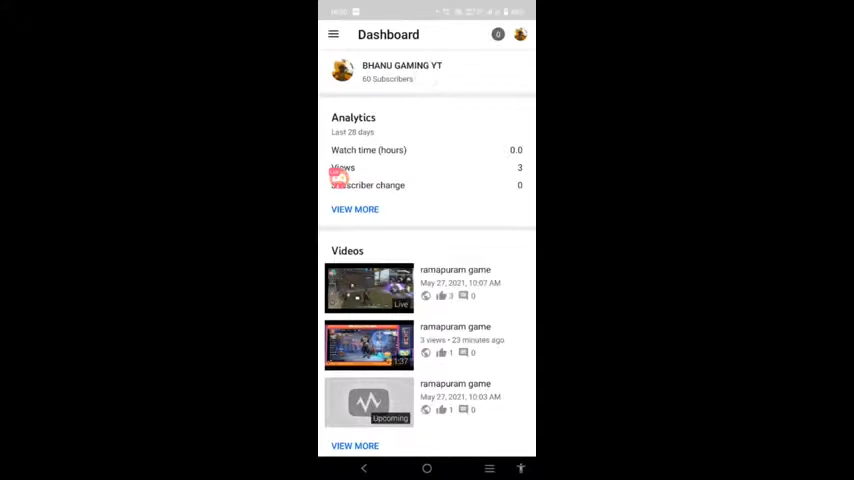 Dashboard
0
BHANU GAMING YT
60 Subscribers
Analytics
Last 28 days
Watch time (hours) 0.0
Views 3
Subscriber change 0
VIEW MORE
Videos
ramapuram game
May 27, 2021, 10:07 AM
3 0
Live
ramapuram game
3 views • 23 minutes ago
1 0
1:37
ramapuram game
May 27, 2021, 10:03 AM
1 0
Upcoming
VIEW MORE